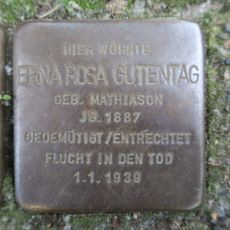 HIER WOHNTE
ERNA ROSA GUTENTAG
GEB. MATHIASON
JG. 1887
GEDEMÜTIGT/ENTRECHTET
FLUCHT IN DEN TOD
1.1.1939